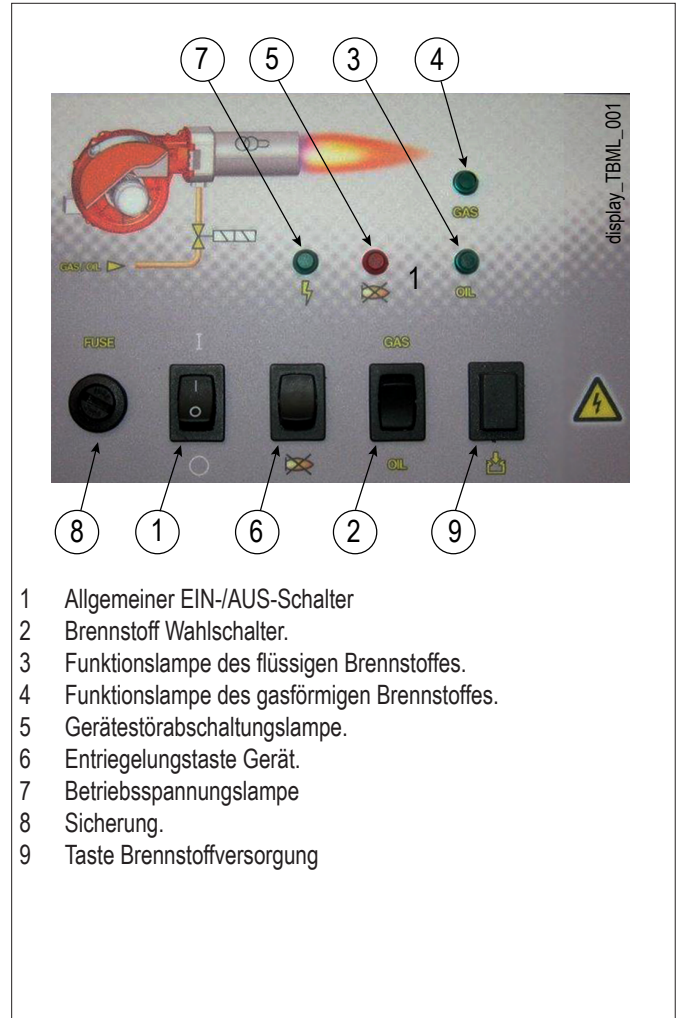 7 5 3 4
display_TBML_001
GAS
GAS/OIL
1
OIL
FUSE I GAS
I
O
OIL
8 1 6 2 9
1 Allgemeiner EIN-/AUS-Schalter
2 Brennstoff Wahlschalter.
3 Funktionslampe des flüssigen Brennstoffes.
4 Funktionslampe des gasförmigen Brennstoffes.
5 Gerätestörabschaltungslampe.
6 Entriegelungstaste Gerät.
7 Betriebsspannungslampe
8 Sicherung.
9 Taste Brennstoffversorgung